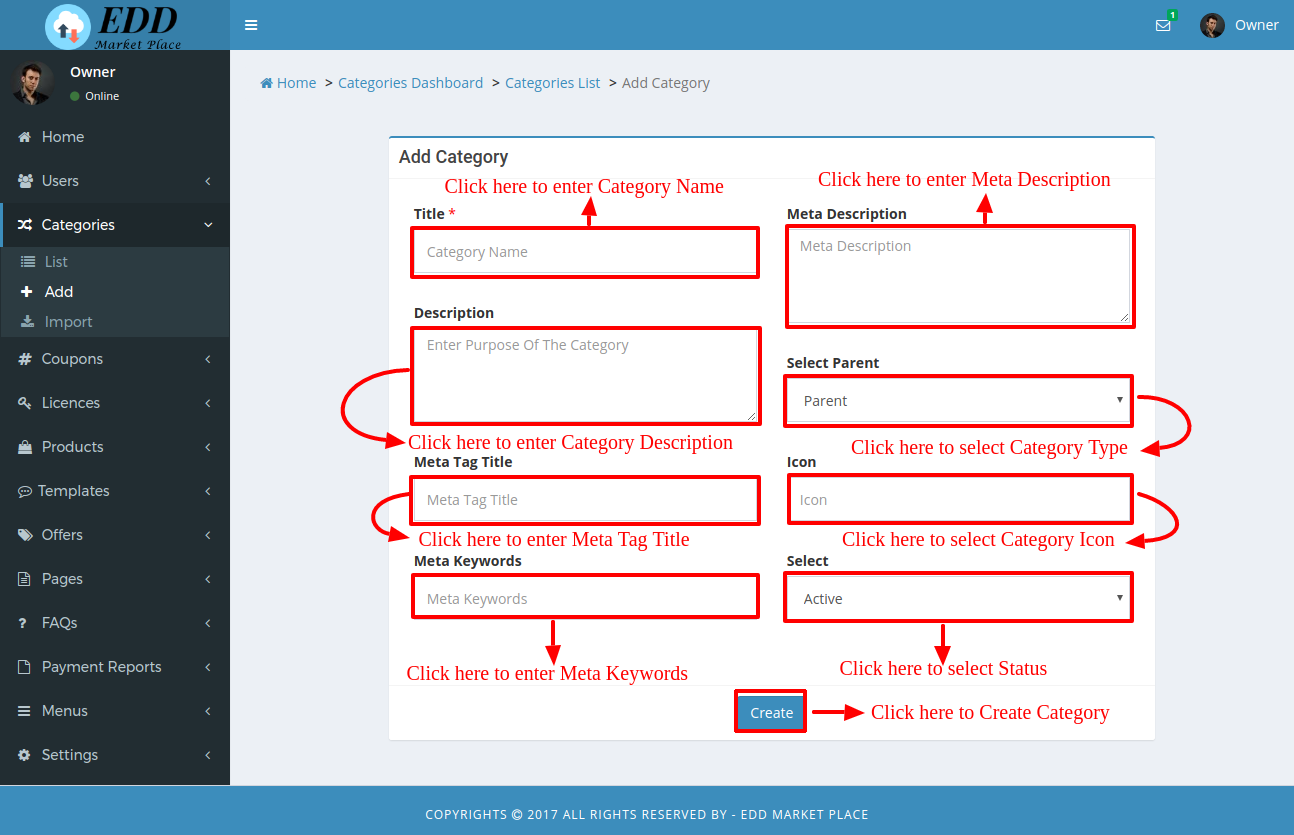 EDD
Market Place
1
Owner
Owner
Online
Home
Users
Categories
List
Add
Import
Coupons
Licences
Products
Templates
Offers
Pages
FAQs
Payment Reports
Menus
Settings
Home > Categories Dashboard > Categories List > Add Category
Add Category
Click here to enter Category Name
Title *
Category Name
Description
Enter Purpose Of The Category
Click here to enter Category Description
Meta Tag Title
Meta Tag Title
Click here to enter Meta Tag Title
Meta Keywords
Meta Keywords
Click here to enter Meta Keywords
Click here to enter Meta Description
Meta Description
Meta Description
Select Parent
Parent
Click here to select Category Type
Icon
Icon
Click here to select Category Icon
Select
Active
Click here to select Status
Create
Click here to Create Category
COPYRIGHTS © 2017 ALL RIGHTS RESERVED BY - EDD MARKET PLACE